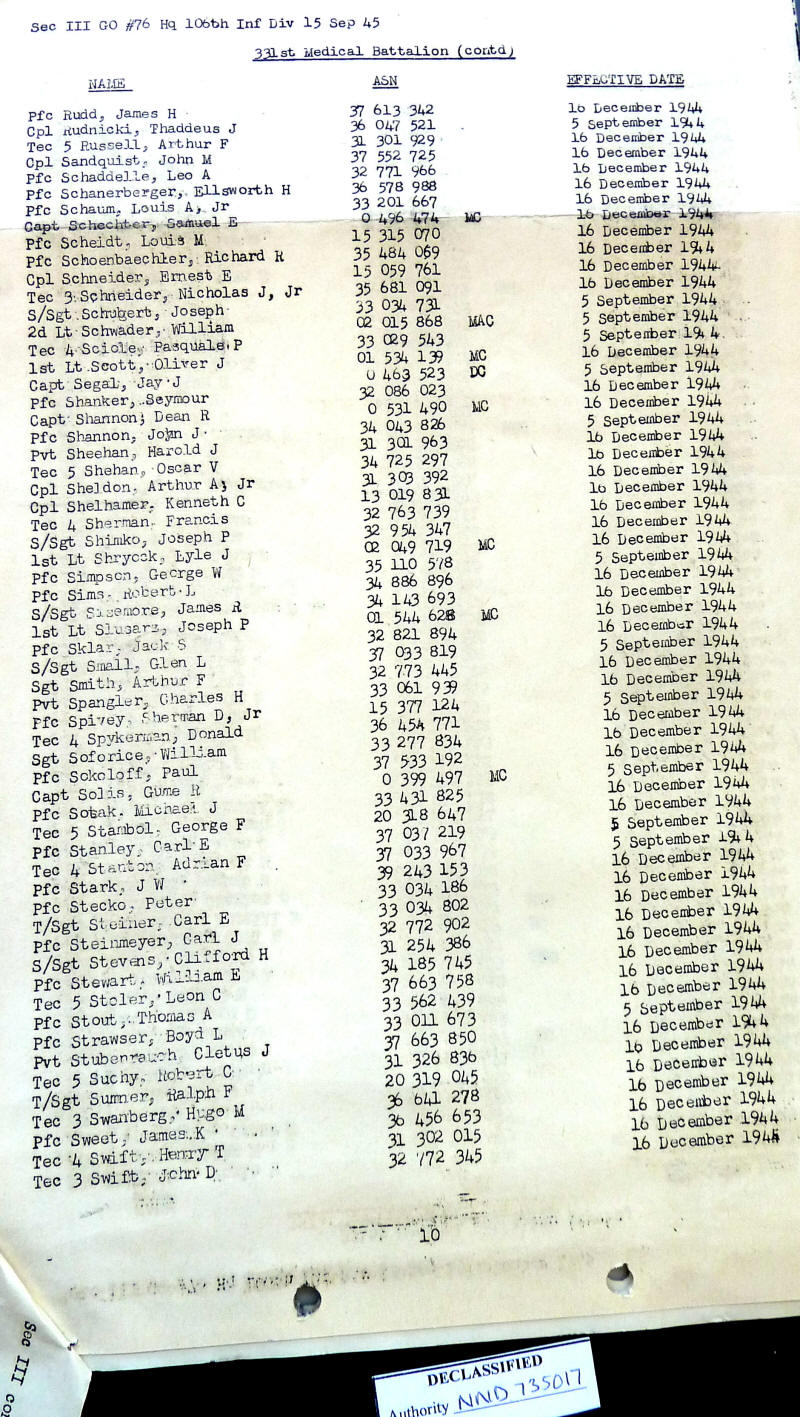 Sec III GO #76 Hq 106th Inf Div 15 Sep 45
331st Medical Battalion (contd)
NAME ASN EFFECTIVE DATE
Pfc Rudd, James H 37 613 342 16 December 1944
Cpl Rudnicki, Thaddeus J 36 047 521 5 September 1944
Tec 5 Russell, Arthur F 31 301 929 16 December 1944
Cpl Sandquist, John M 37 552 725 16 December 1944
Pfc Schaddelle, Leo A 32 771 966 16 December 1944
Pfc Schanerberger, Ellsworth H 36 578 988 16 December 1944
Pfc Schaum, Louis A, Jr 33 201 667 16 December 1944
Capt Schechter, Samuel E 0 496 474 MC 16 December 1944
Pfc Scheidt, Louis M 15 315 070 16 December 1944
Pfc Schoenbaechler, Richard R 35 484 069 16 December 1944
Cpl Schneider, Ernest E 15 059 761 16 December 1944
Tec 3 Schneider, Nicholas J, Jr 35 681 091 16 December 1944
S/Sgt Schubert, Joseph 33 034 731 5 September 1944
2d Lt Schwader, William 02 015 868 MAC 5 September 1944
Tec 4 Scioley Pasquale P 33 029 543 5 September 1944
1st Lt Scott, Oliver J 01 534 139 MC 16 December 1944
Capt Segal, Jay J 0 463 523 DC 5 September 1944
Pfc Shanker, Seymour 32 086 023 16 December 1944
Capt Shannon, Dean R 0 531 490 MC 16 December 1944
Pfc Shannon, John J 34 043 826 5 September 1944
Pvt Sheehan, Harold J 31 301 963 16 December 1944
Tec 5 Shehan, Oscar V 34 725 297 16 December 1944
Cpl Sheldon, Arthur A, Jr 31 303 392 16 December 1944
Cpl Shelhamer, Kenneth C 13 019 831 16 December 1944
Tec 4 Sherman, Francis 32 763 739 16 December 1944
S/Sgt Shimko, Joseph P 32 954 347 16 December 1944
1st Lt Shryock, Lyle J 02 049 719 MC 16 December 1944
Pfc Simpson, George W 35 110 578 5 September 1944
Pfc Sims, Robert L 34 886 896 16 December 1944
S/Sgt Sizemore, James R 34 143 693 16 December 1944
1st Lt Slusarz, Joseph P 01 544 628 MC 16 December 1944
Pfc Sklar, Jack S 32 821 894 16 December 1944
S/Sgt Small, Glen L 37 033 819 5 September 1944
Sgt Smith, Arthur F 32 773 445 16 December 1944
Pvt Spangler, Charles H 33 061 939 16 December 1944
Pfc Spivey, Sherman D, Jr 15 377 124 5 September 1944
Tec 4 Spykerman, Donald 36 454 771 16 December 1944
Sgt Soforice, William 33 277 834 16 December 1944
Pfc Sokoloff, Paul 37 533 192 16 December 1944
Capt Solis, Gume R 0 399 497 MC 5 September 1944
Pfc Sobak, Michael J 33 431 825 16 December 1944
Tec 5 Stambol, George F 20 318 647 16 December 1944
Pfc Stanley, Carl E 37 037 219 5 September 1944
Tec 4 Stanton, Adrian F 37 033 967 5 September 1944
Pfc Stark, J W 39 243 153 16 December 1944
Pfc Stecko, Peter 33 034 186 16 December 1944
T/Sgt Steiner, Carl E 33 034 802 16 December 1944
Pfc Steinmeyer, Carl J 32 772 902 16 December 1944
S/Sgt Stevens, Clifford H 31 254 386 16 December 1944
Pfc Stewart, William E 34 185 745 16 December 1944
Tec 5 Stoler, Leon C 37 663 758 16 December 1944
Pfc Stout, Thomas A 33 562 439 16 December 1944
Pfc Strawser, Boyd L 33 011 673 5 September 1944
Pvt Stubenrauch, Cletus J 37 663 850 16 December 1944
Tec 5 Suchy, Robert C 31 326 836 16 December 1944
T/Sgt Sumner, Ralph F 20 319 045 16 December 1944
Tec 3 Swanberg, Hugo M 36 641 278 16 December 1944
Pfc Sweet, James K 36 456 653 16 December 1944
Tec 4 Swift, Henry T 31 302 015 16 December 1944
Tec 3 Swift, John D 32 772 345 16 December 1944
10
Sec III
DECLASSIFIED
Authority NND 735017